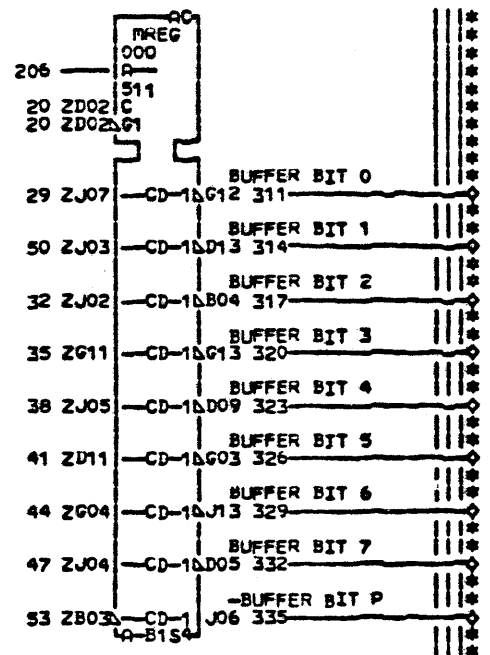 AC
MREG
000
206 A
511
20 ZD02 C
20 ZD02 G1
BUFFER BIT 0
29 ZJ07 CD-1 G12 311
BUFFER BIT 1
50 ZJ03 CD-1 D13 314
BUFFER BIT 2
32 ZJ02 CD-1 B04 317
BUFFER BIT 3
35 ZG11 CD-1 G13 320
BUFFER BIT 4
38 ZJ05 CD-1 D09 323
BUFFER BIT 5
41 ZD11 CD-1 G03 326
BUFFER BIT 6
44 ZG04 CD-1 J13 329
BUFFER BIT 7
47 ZJ04 CD-1 D05 332
-BUFFER BIT P
53 ZB03 CD-1 J06 335
A-B1S4